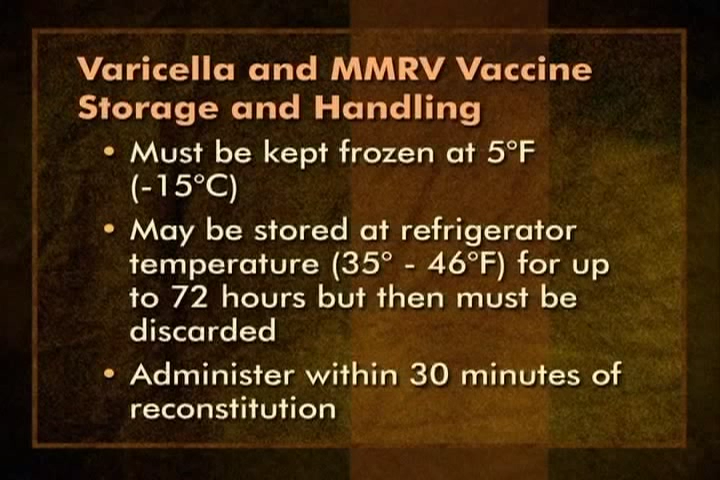 Varicella and MMRV Vaccine
Storage and Handling
• Must be kept frozen at 5°F
(-15°C)
• May be stored at refrigerator
temperature (35° - 46°F) for up
to 72 hours but then must be
discarded
• Administer within 30 minutes of
reconstitution